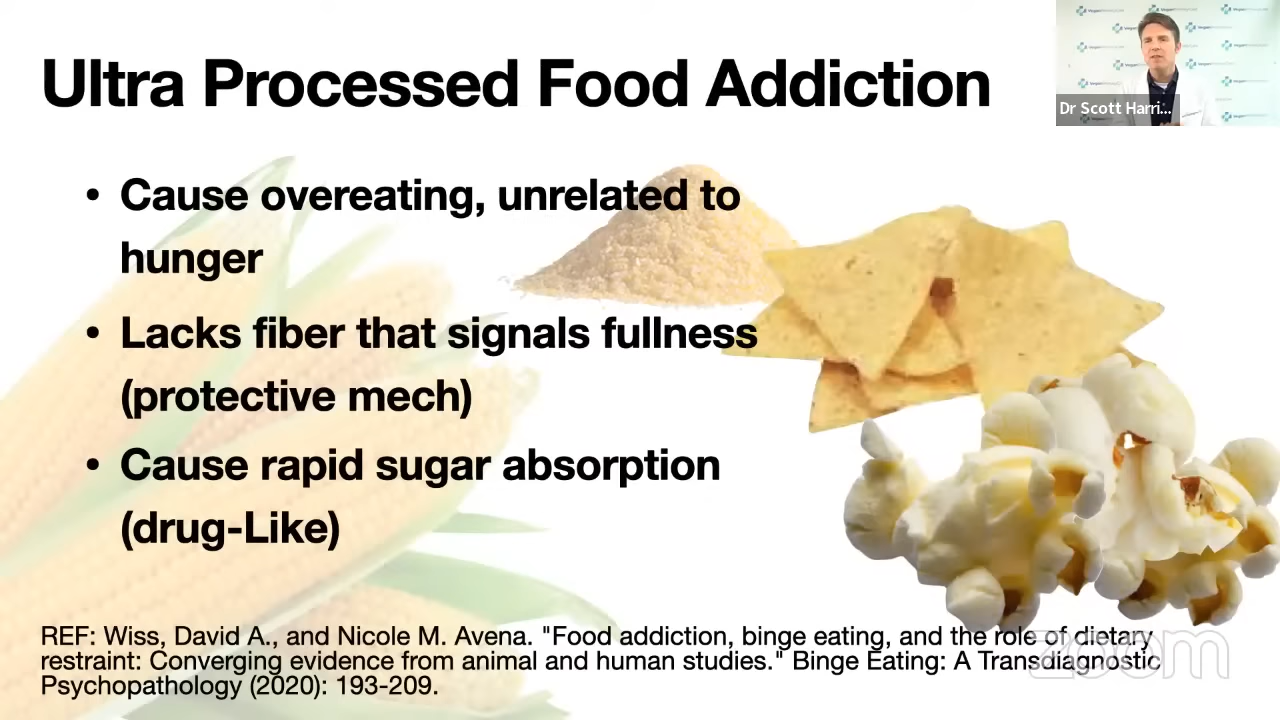 Ultra Processed Food Addiction
Dr Scott Harri...
• Cause overeating, unrelated to
hunger
• Lacks fiber that signals fullness
(protective mech)
• Cause rapid sugar absorption
(drug-Like)
REF: Wiss, David A., and Nicole M. Avena. "Food addiction, binge eating, and the role of dietary
restraint: Converging evidence from animal and human studies." Binge Eating: A Transdiagnostic
Psychopathology (2020): 193-209.
zoom